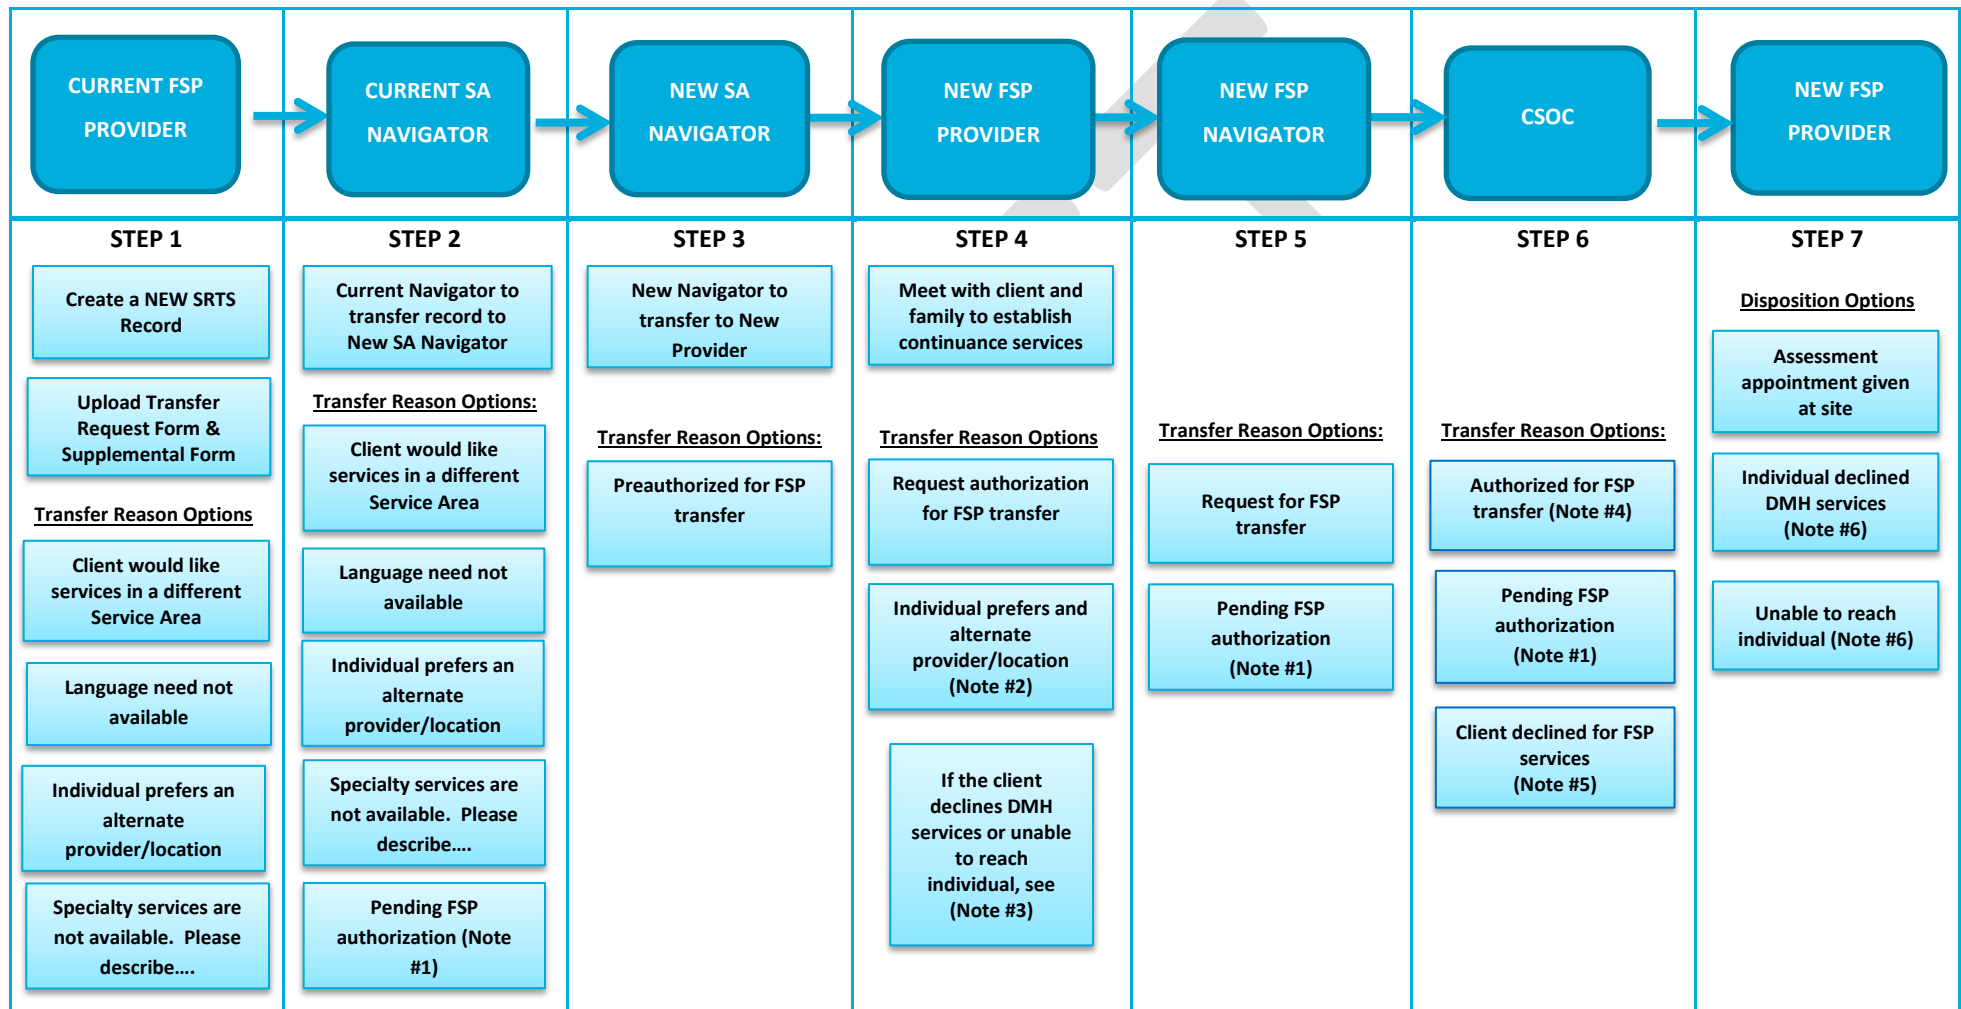 CURRENT FSP
PROVIDER
CURRENT SA
NAVIGATOR
NEW SA
NAVIGATOR
NEW FSP
PROVIDER
NEW FSP
NAVIGATOR
CSOC
NEW FSP
PROVIDER
STEP 1
Create a NEW SRTS
Record
Upload Transfer
Request Form &
Supplemental Form
Transfer Reason Options
Client would like
services in a different
Service Area
Language need not
available
Individual prefers an
alternate
provider/location
Specialty services are
not available.  Please
describe....
STEP 2
Current Navigator to
transfer record to
New SA Navigator
Transfer Reason Options:
Client would like
services in a different
Service Area
Language need not
available
Individual prefers an
alternate
provider/location
Specialty services are
not available.  Please
describe....
Pending FSP
authorization (Note
#1)
STEP 3
New Navigator to
transfer to New
Provider
Transfer Reason Options:
Preauthorized for FSP
transfer
STEP 4
Meet with client and
family to establish
continuance services
Transfer Reason Options
Request authorization
for FSP transfer
Individual prefers and
alternate
provider/location
(Note #2)
If the client
declines DMH
services or unable
to reach
individual, see
(Note #3)
STEP 5
Transfer Reason Options:
Request for FSP
transfer
Pending FSP
authorization
(Note #1)
STEP 6
Transfer Reason Options:
Authorized for FSP
transfer (Note #4)
Pending FSP
authorization
(Note #1)
Client declined for FSP
services
(Note #5)
STEP 7
Disposition Options
Assessment
appointment given
at site
Individual declined
DMH services
(Note #6)
Unable to reach
individual (Note #6)